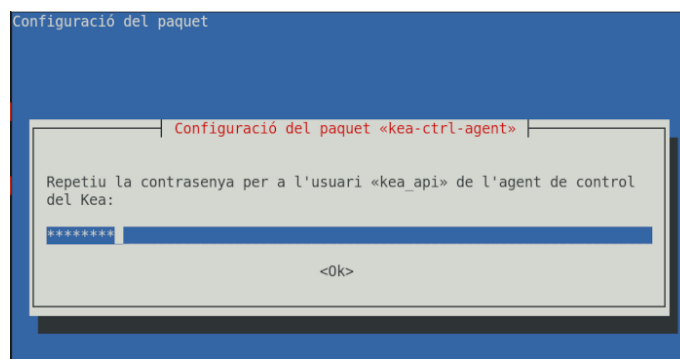 Configuració del paquet
Configuració del paquet «kea-ctrl-agent»
Repetiu la contrasenya per a l'usuari «kea_api» de l'agent de control
del Kea:
********
<Ok>